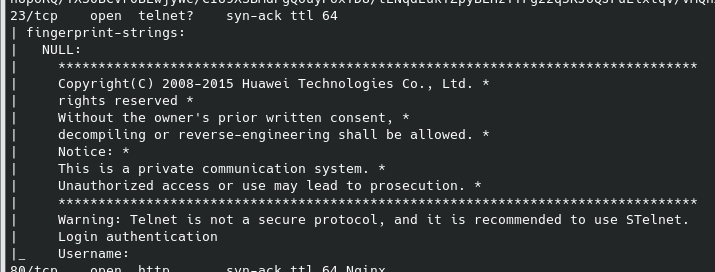 23/tcp open telnet? syn-ack ttl 64
| fingerprint-strings:
| NULL:
| ********************************************************************************
| Copyright(C) 2008-2015 Huawei Technologies Co., Ltd. *
| rights reserved *
| Without the owner's prior written consent, *
| decompiling or reverse-engineering shall be allowed. *
| Notice: *
| This is a private communication system. *
| Unauthorized access or use may lead to prosecution. *
| ********************************************************************************
| Warning: Telnet is not a secure protocol, and it is recommended to use STelnet.
| Login authentication
|_ Username:
80/tcp open http syn-ack ttl 64 Nginx